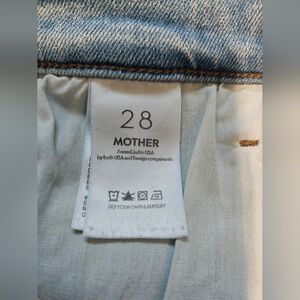 28
MOTHER
Assembled in USA
by both USA and foreign components
DO YOUR OWN LAUNDRY